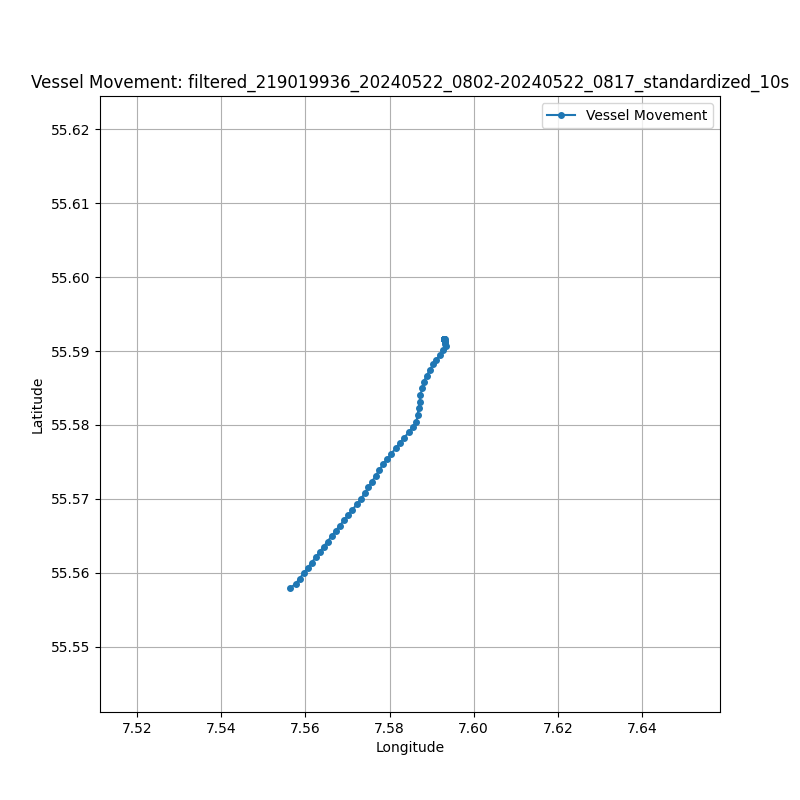 Vessel Movement: filtered_219019936_20240522_0802-20240522_0817_standardized_10s
Vessel Movement
55.62
55.61
55.60
55.59
55.58
55.57
55.56
55.55
Latitude
7.52 7.54 7.56 7.58 7.60 7.62 7.64
Longitude